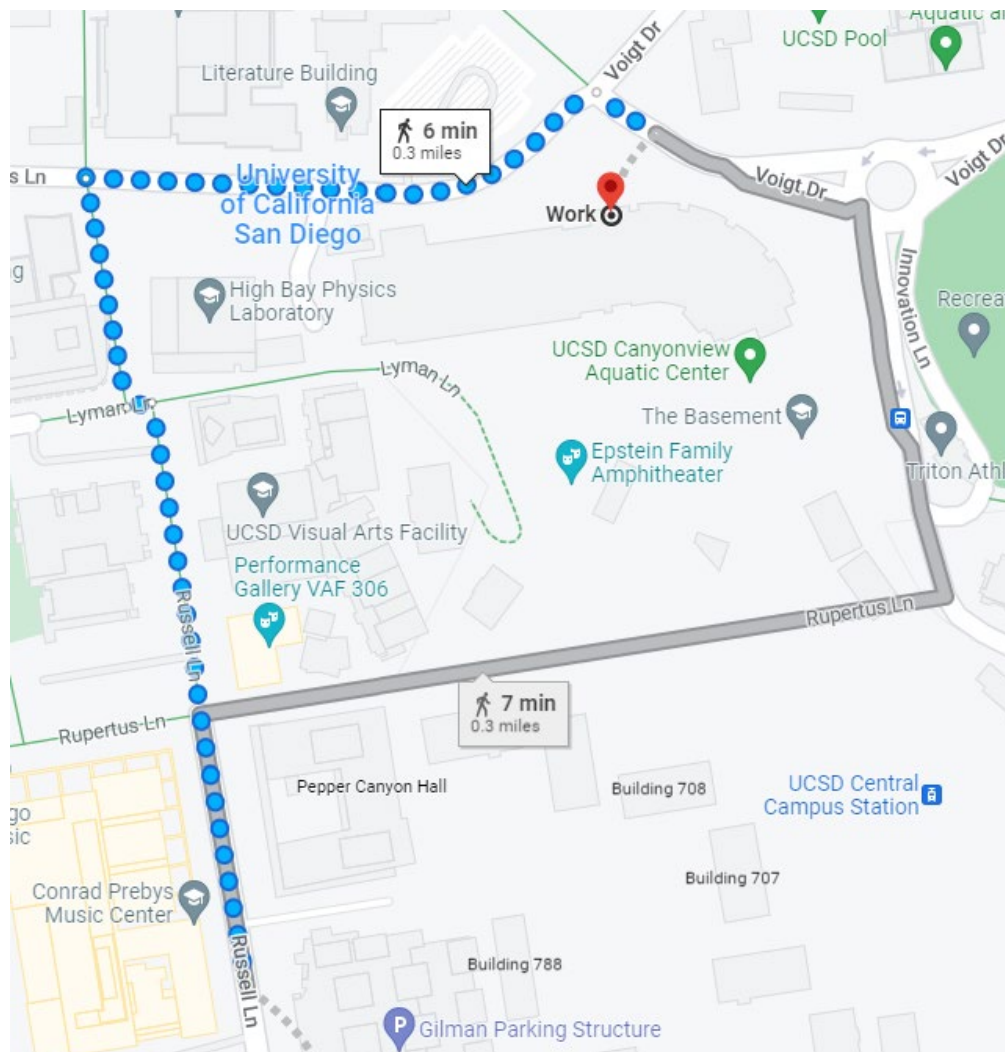 Aquatic an
UCSD Pool
Voigt Dr
Literature Building
6 min
0.3 miles
s Ln
University
of California
San Diego
Voigt Dr
Voigt Dr
Work
ng
High Bay Physics
Laboratory
Innovation Ln
Recrea
UCSD Canyonview
Aquatic Center
Lyman Ln
Lyman Ln
The Basement
Epstein Family
Amphitheater
Triton Athl
UCSD Visual Arts Facility
Performance
Gallery VAF 306
Russell Ln
Rupertus Ln
7 min
0.3 miles
Rupertus Ln
Pepper Canyon Hall
Building 708
UCSD Central
Campus Station
go
sic
Building 707
Conrad Prebys
Music Center
Russell Ln
Building 788
P
Gilman Parking Structure